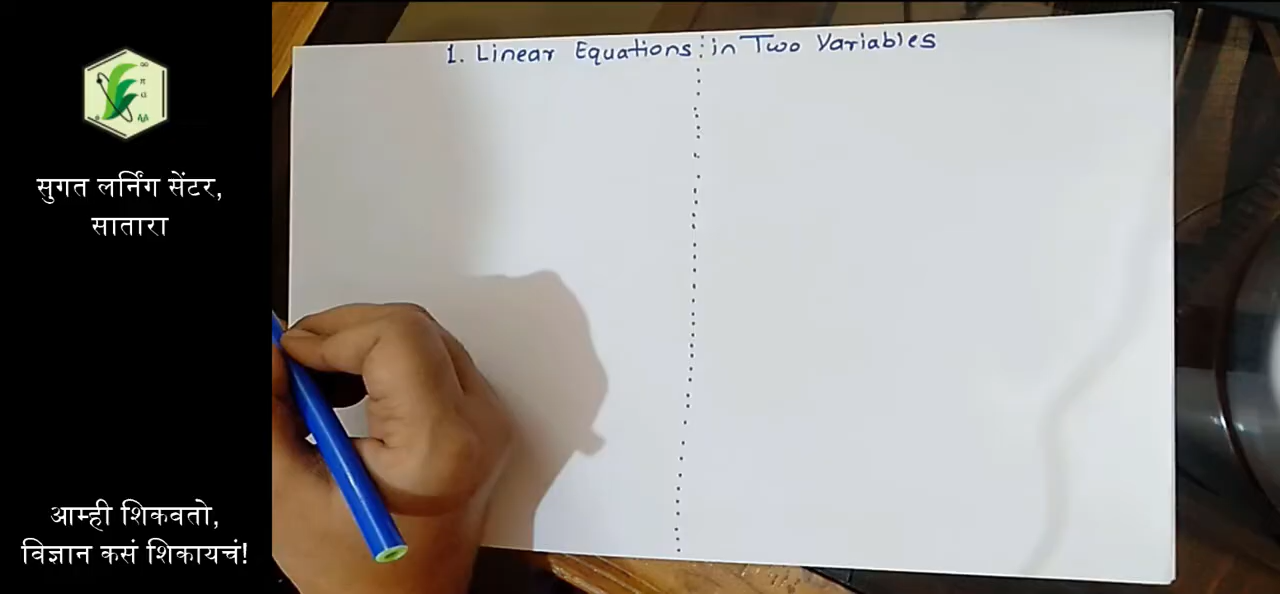 1. Linear Equations in Two Variables
सुगत लर्निंग सेंटर,
सातारा
आम्ही शिकवतो,
विज्ञान कसं शिकायचं!